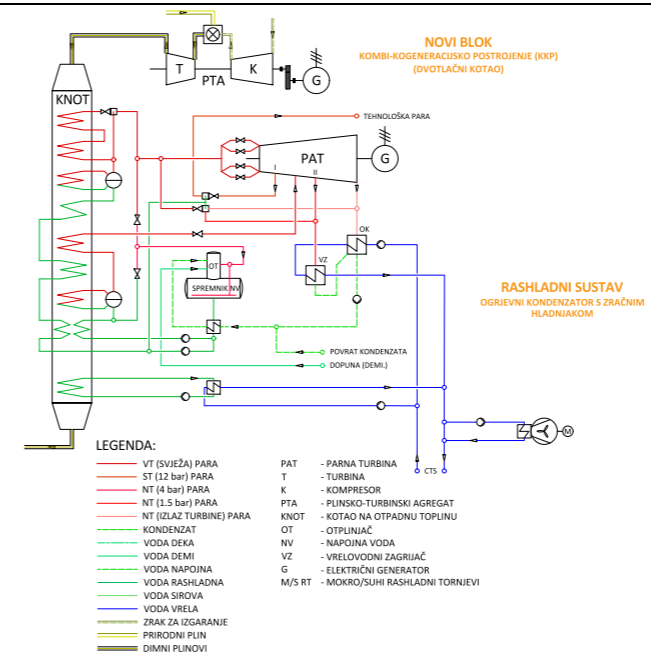 NOVI BLOK
KOMBI-KOGENERACIJSKO POSTROJENJE (KKP)
(DVOTLAČNI KOTAO)
T
PTA
K
G
KNOT
TEHNOLOŠKA PARA
PAT
G
I
II
OK
VZ
OT
SPREMNIK NV
RASHLADNI SUSTAV
OGRJEVNI KONDENZATOR S ZRAČNIM
HLADNJAKOM
POVRAT KONDENZATA
DOPUNA (DEMI.)
M
CTS
LEGENDA:
VT (SVJEŽA) PARA
ST (12 bar) PARA
NT (4 bar) PARA
NT (1.5 bar) PARA
NT (IZLAZ TURBINE) PARA
KONDENZAT
VODA DEKA
VODA DEMI
VODA NAPOJNA
VODA RASHLADNA
VODA SIROVA
VODA VRELA
ZRAK ZA IZGARANJE
PRIRODNI PLIN
DIMNI PLINOVI
PAT - PARNA TURBINA
T - TURBINA
K - KOMPRESOR
PTA - PLINSKO-TURBINSKI AGREGAT
KNOT - KOTAO NA OTPADNU TOPLINU
OT - OTPLINJAČ
NV - NAPOJNA VODA
VZ - VRELOVODNI ZAGRIJAČ
G - ELEKTRIČNI GENERATOR
M/S RT - MOKRO/SUHI RASHLADNI TORNJEVI